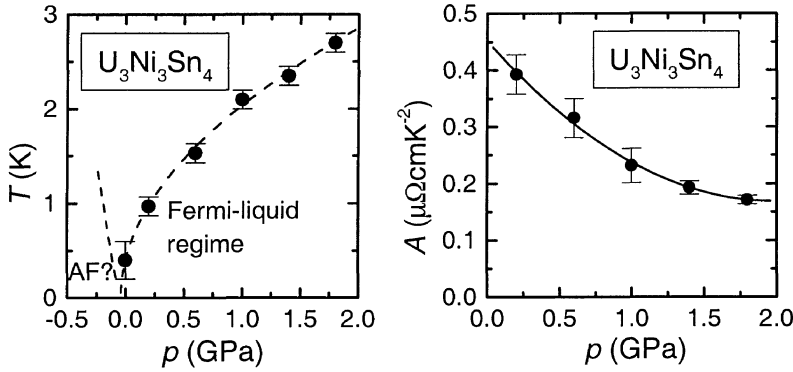 3
2
1
0
T (K)
U₃Ni₃Sn₄
Fermi-liquid
regime
AF?
-0.5 0.0 0.5 1.0 1.5 2.0
p (GPa)
0.5
0.4
0.3
0.2
0.1
0.0
A (μΩcmK⁻²)
U₃Ni₃Sn₄
0.0 0.5 1.0 1.5 2.0
p (GPa)